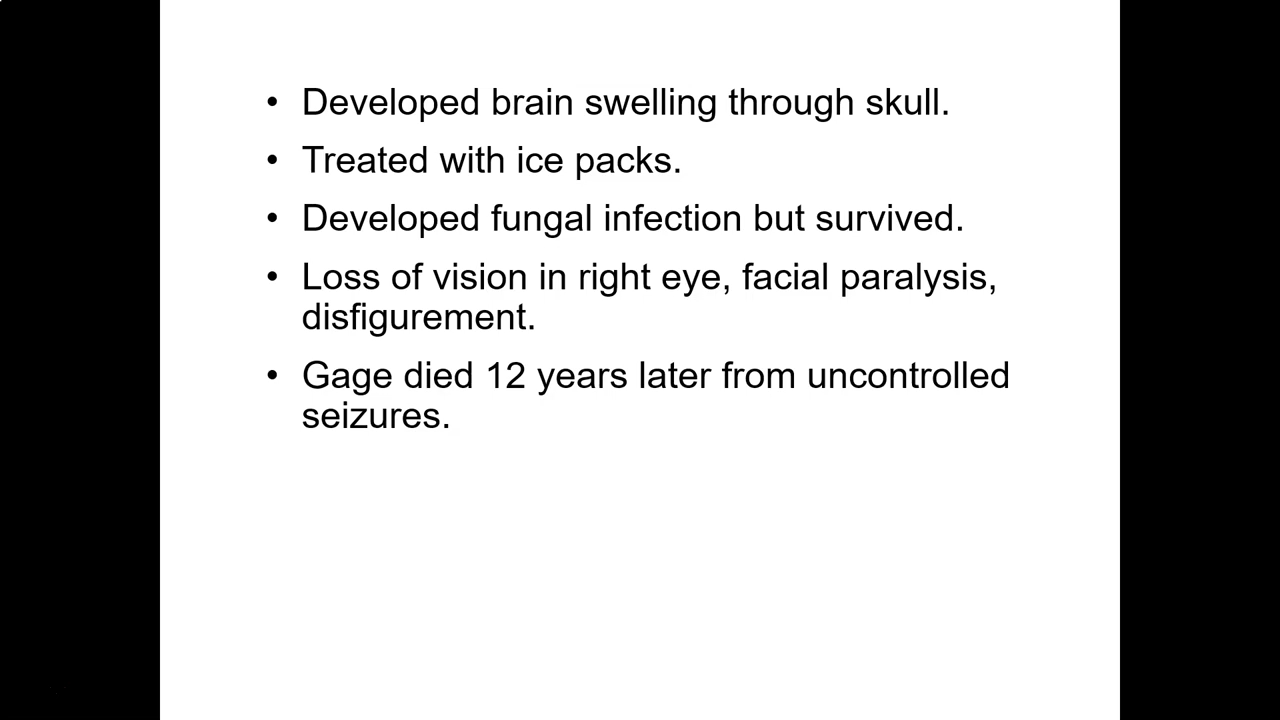 • Developed brain swelling through skull.
• Treated with ice packs.
• Developed fungal infection but survived.
• Loss of vision in right eye, facial paralysis,
disfigurement.
• Gage died 12 years later from uncontrolled
seizures.